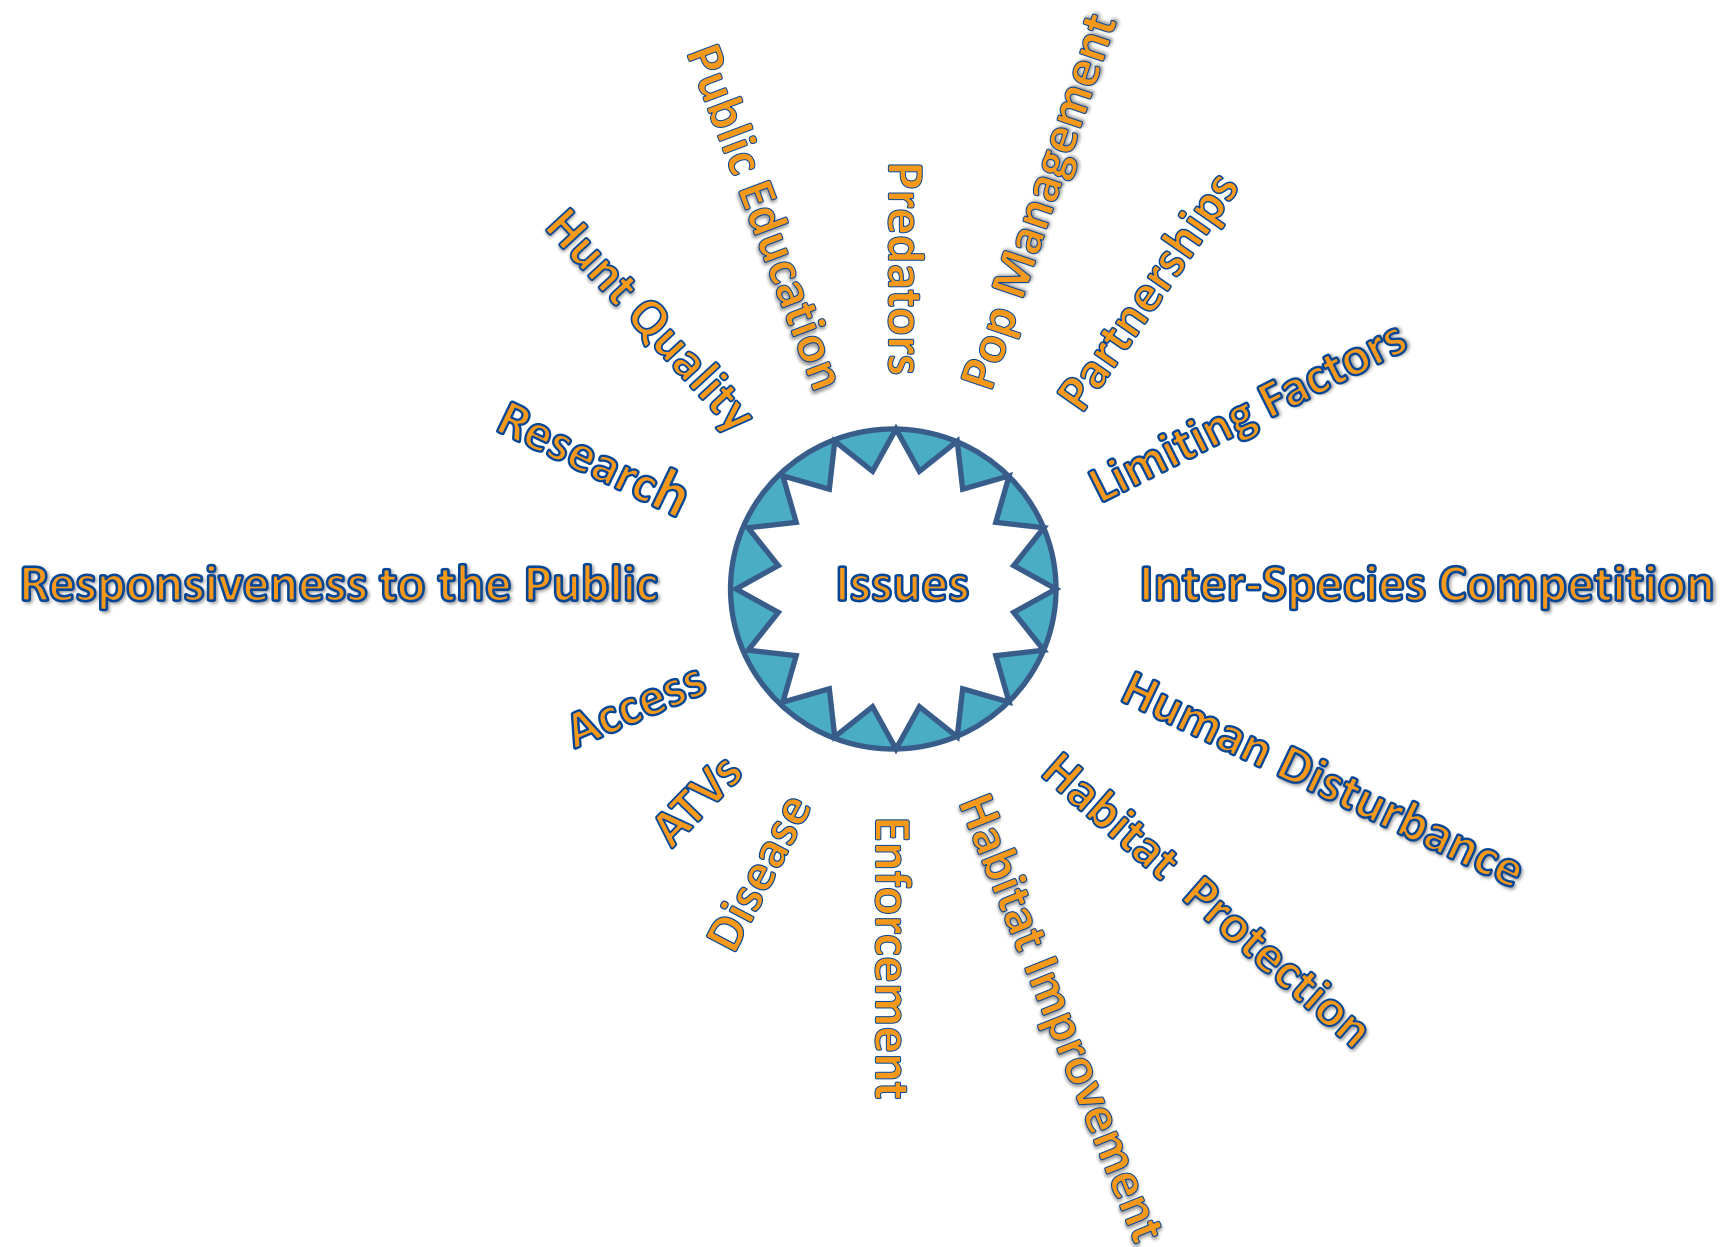 Issues
Predators
Pop Management
Partnerships
Limiting Factors
Inter-Species Competition
Human Disturbance
Habitat Protection
Habitat Improvement
Enforcement
Disease
ATVs
Access
Responsiveness to the Public
Research
Hunt Quality
Public Education